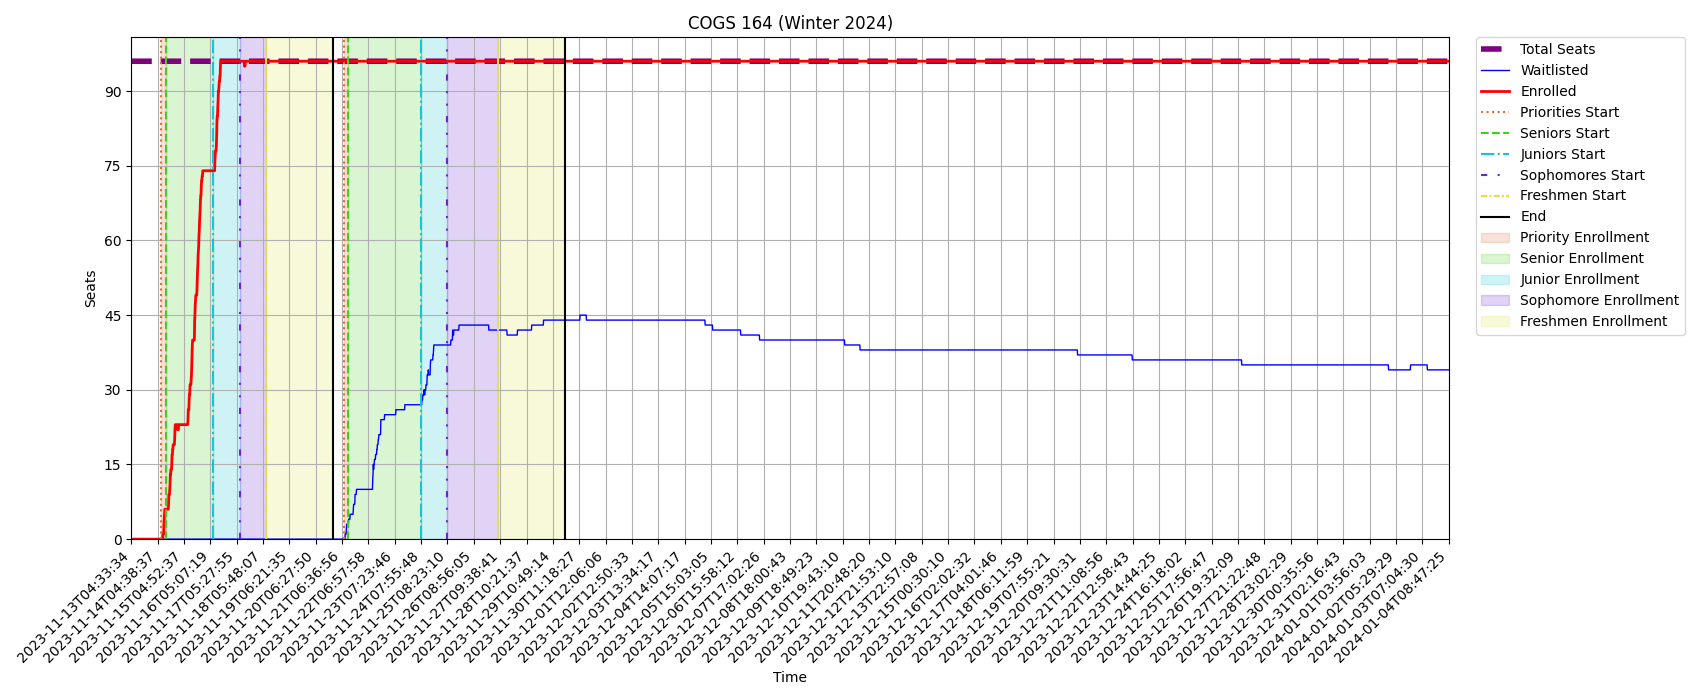 COGS 164 (Winter 2024)
Seats
90
75
60
45
30
15
0
2023-11-13T04:33:34
2023-11-14T04:38:37
2023-11-15T04:52:37
2023-11-16T05:07:19
2023-11-17T05:27:55
2023-11-18T05:48:07
2023-11-19T06:21:35
2023-11-20T06:27:50
2023-11-21T06:36:56
2023-11-22T06:57:58
2023-11-23T07:23:46
2023-11-24T07:55:48
2023-11-25T08:23:10
2023-11-26T08:56:05
2023-11-27T09:38:41
2023-11-28T10:21:37
2023-11-29T10:49:14
2023-11-30T11:18:27
2023-12-01T12:06:06
2023-12-02T12:50:33
2023-12-03T13:34:17
2023-12-04T14:07:17
2023-12-05T15:03:05
2023-12-06T15:58:12
2023-12-07T17:02:26
2023-12-08T18:00:43
2023-12-09T18:49:23
2023-12-10T19:43:10
2023-12-11T20:48:20
2023-12-12T21:53:10
2023-12-13T22:57:08
2023-12-15T00:30:10
2023-12-16T02:02:32
2023-12-17T04:01:46
2023-12-18T06:11:59
2023-12-19T07:55:21
2023-12-20T09:30:31
2023-12-21T11:08:56
2023-12-22T12:58:43
2023-12-23T14:44:25
2023-12-24T16:18:02
2023-12-25T17:56:47
2023-12-26T19:32:09
2023-12-27T21:22:48
2023-12-28T23:02:29
2023-12-30T00:35:56
2023-12-31T02:16:43
2024-01-01T03:56:03
2024-01-02T05:29:29
2024-01-03T07:04:30
2024-01-04T08:47:25
Time
Total Seats
Waitlisted
Enrolled
Priorities Start
Seniors Start
Juniors Start
Sophomores Start
Freshmen Start
End
Priority Enrollment
Senior Enrollment
Junior Enrollment
Sophomore Enrollment
Freshmen Enrollment